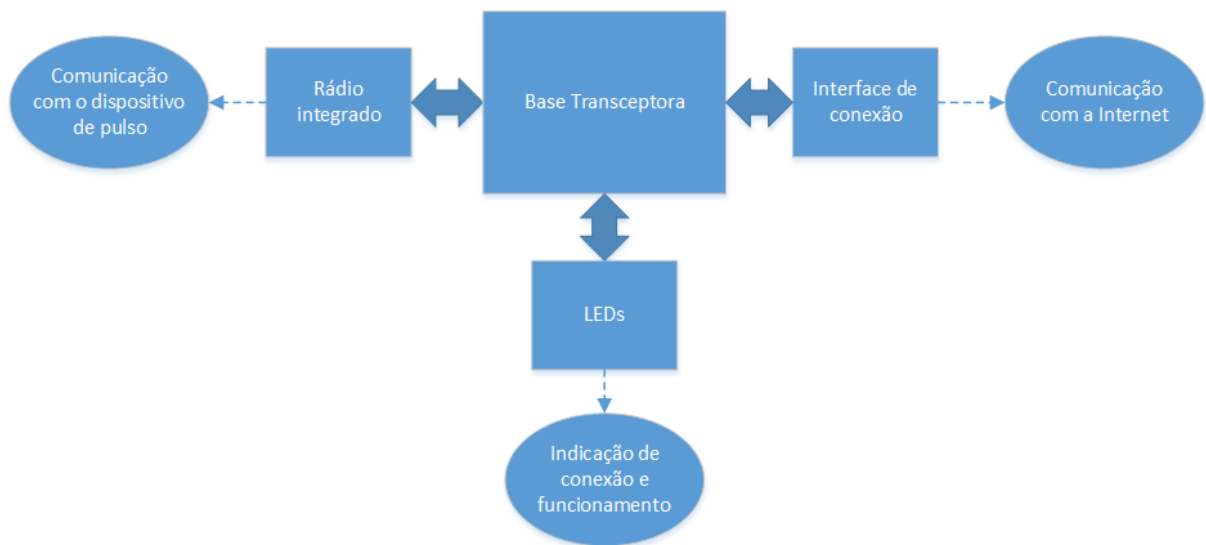 Comunicação
com o dispositivo
de pulso
Rádio
integrado
Base Transceptora
Interface de
conexão
Comunicação
com a Internet
LEDs
Indicação de
conexão e
funcionamento